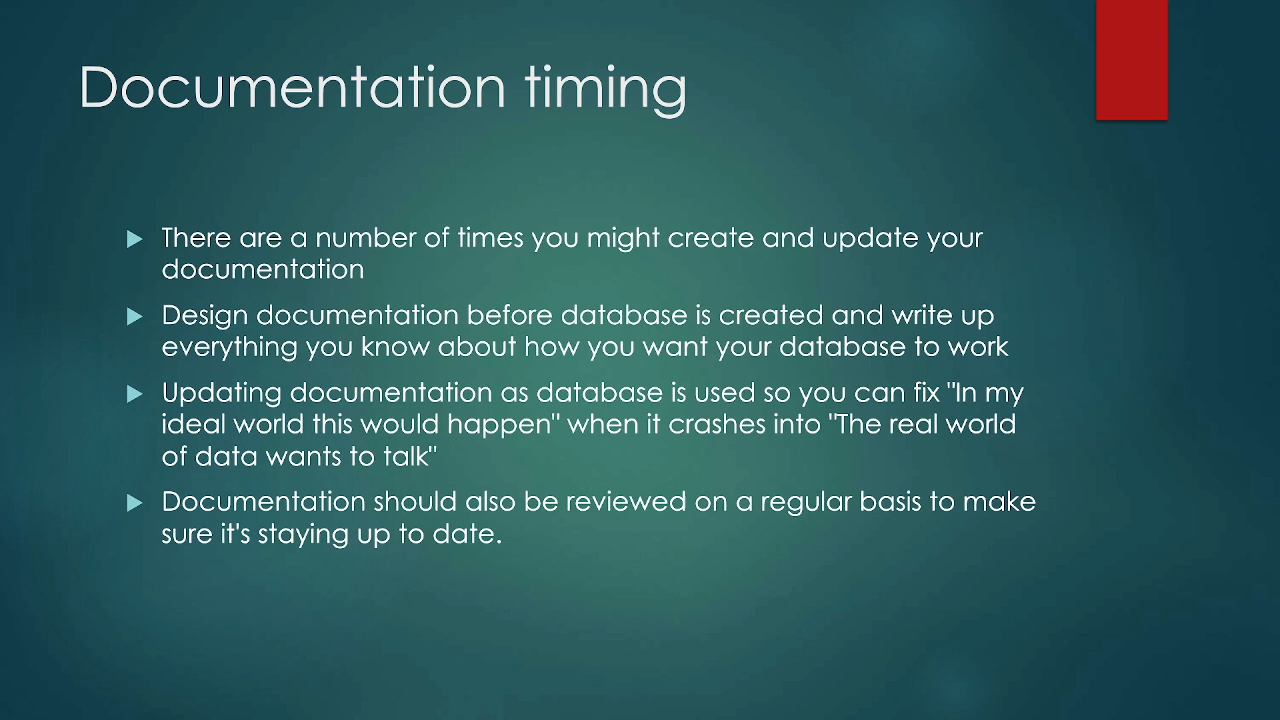 Documentation timing
There are a number of times you might create and update your
documentation
Design documentation before database is created and write up
everything you know about how you want your database to work
Updating documentation as database is used so you can fix "In my
ideal world this would happen" when it crashes into "The real world
of data wants to talk"
Documentation should also be reviewed on a regular basis to make
sure it's staying up to date.